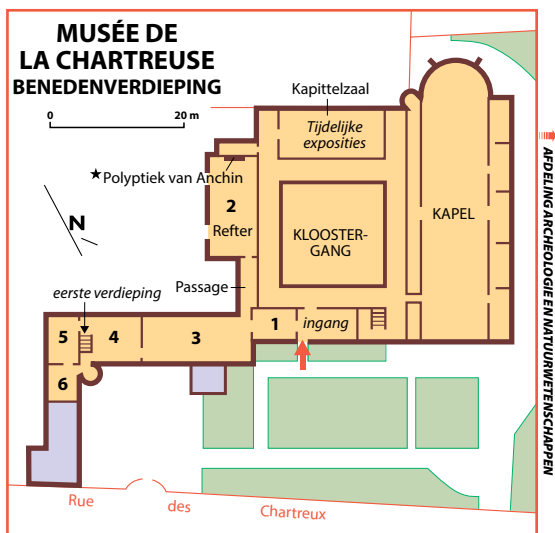 MUSÉE DE
LA CHARTREUSE
BENEDENVERDIEPING
0 20 m
Kapittelzaal
Tijdelijke
exposities
★Polyptiek van Anchin
2
Refter
N
KLOOSTER-
GANG
KAPEL
Passage
eerste verdieping
1 ingang
5 4 3
6
Rue des Chartreux
AFDELING ARCHEOLOGIE EN NATUURWETENSCHAPPEN